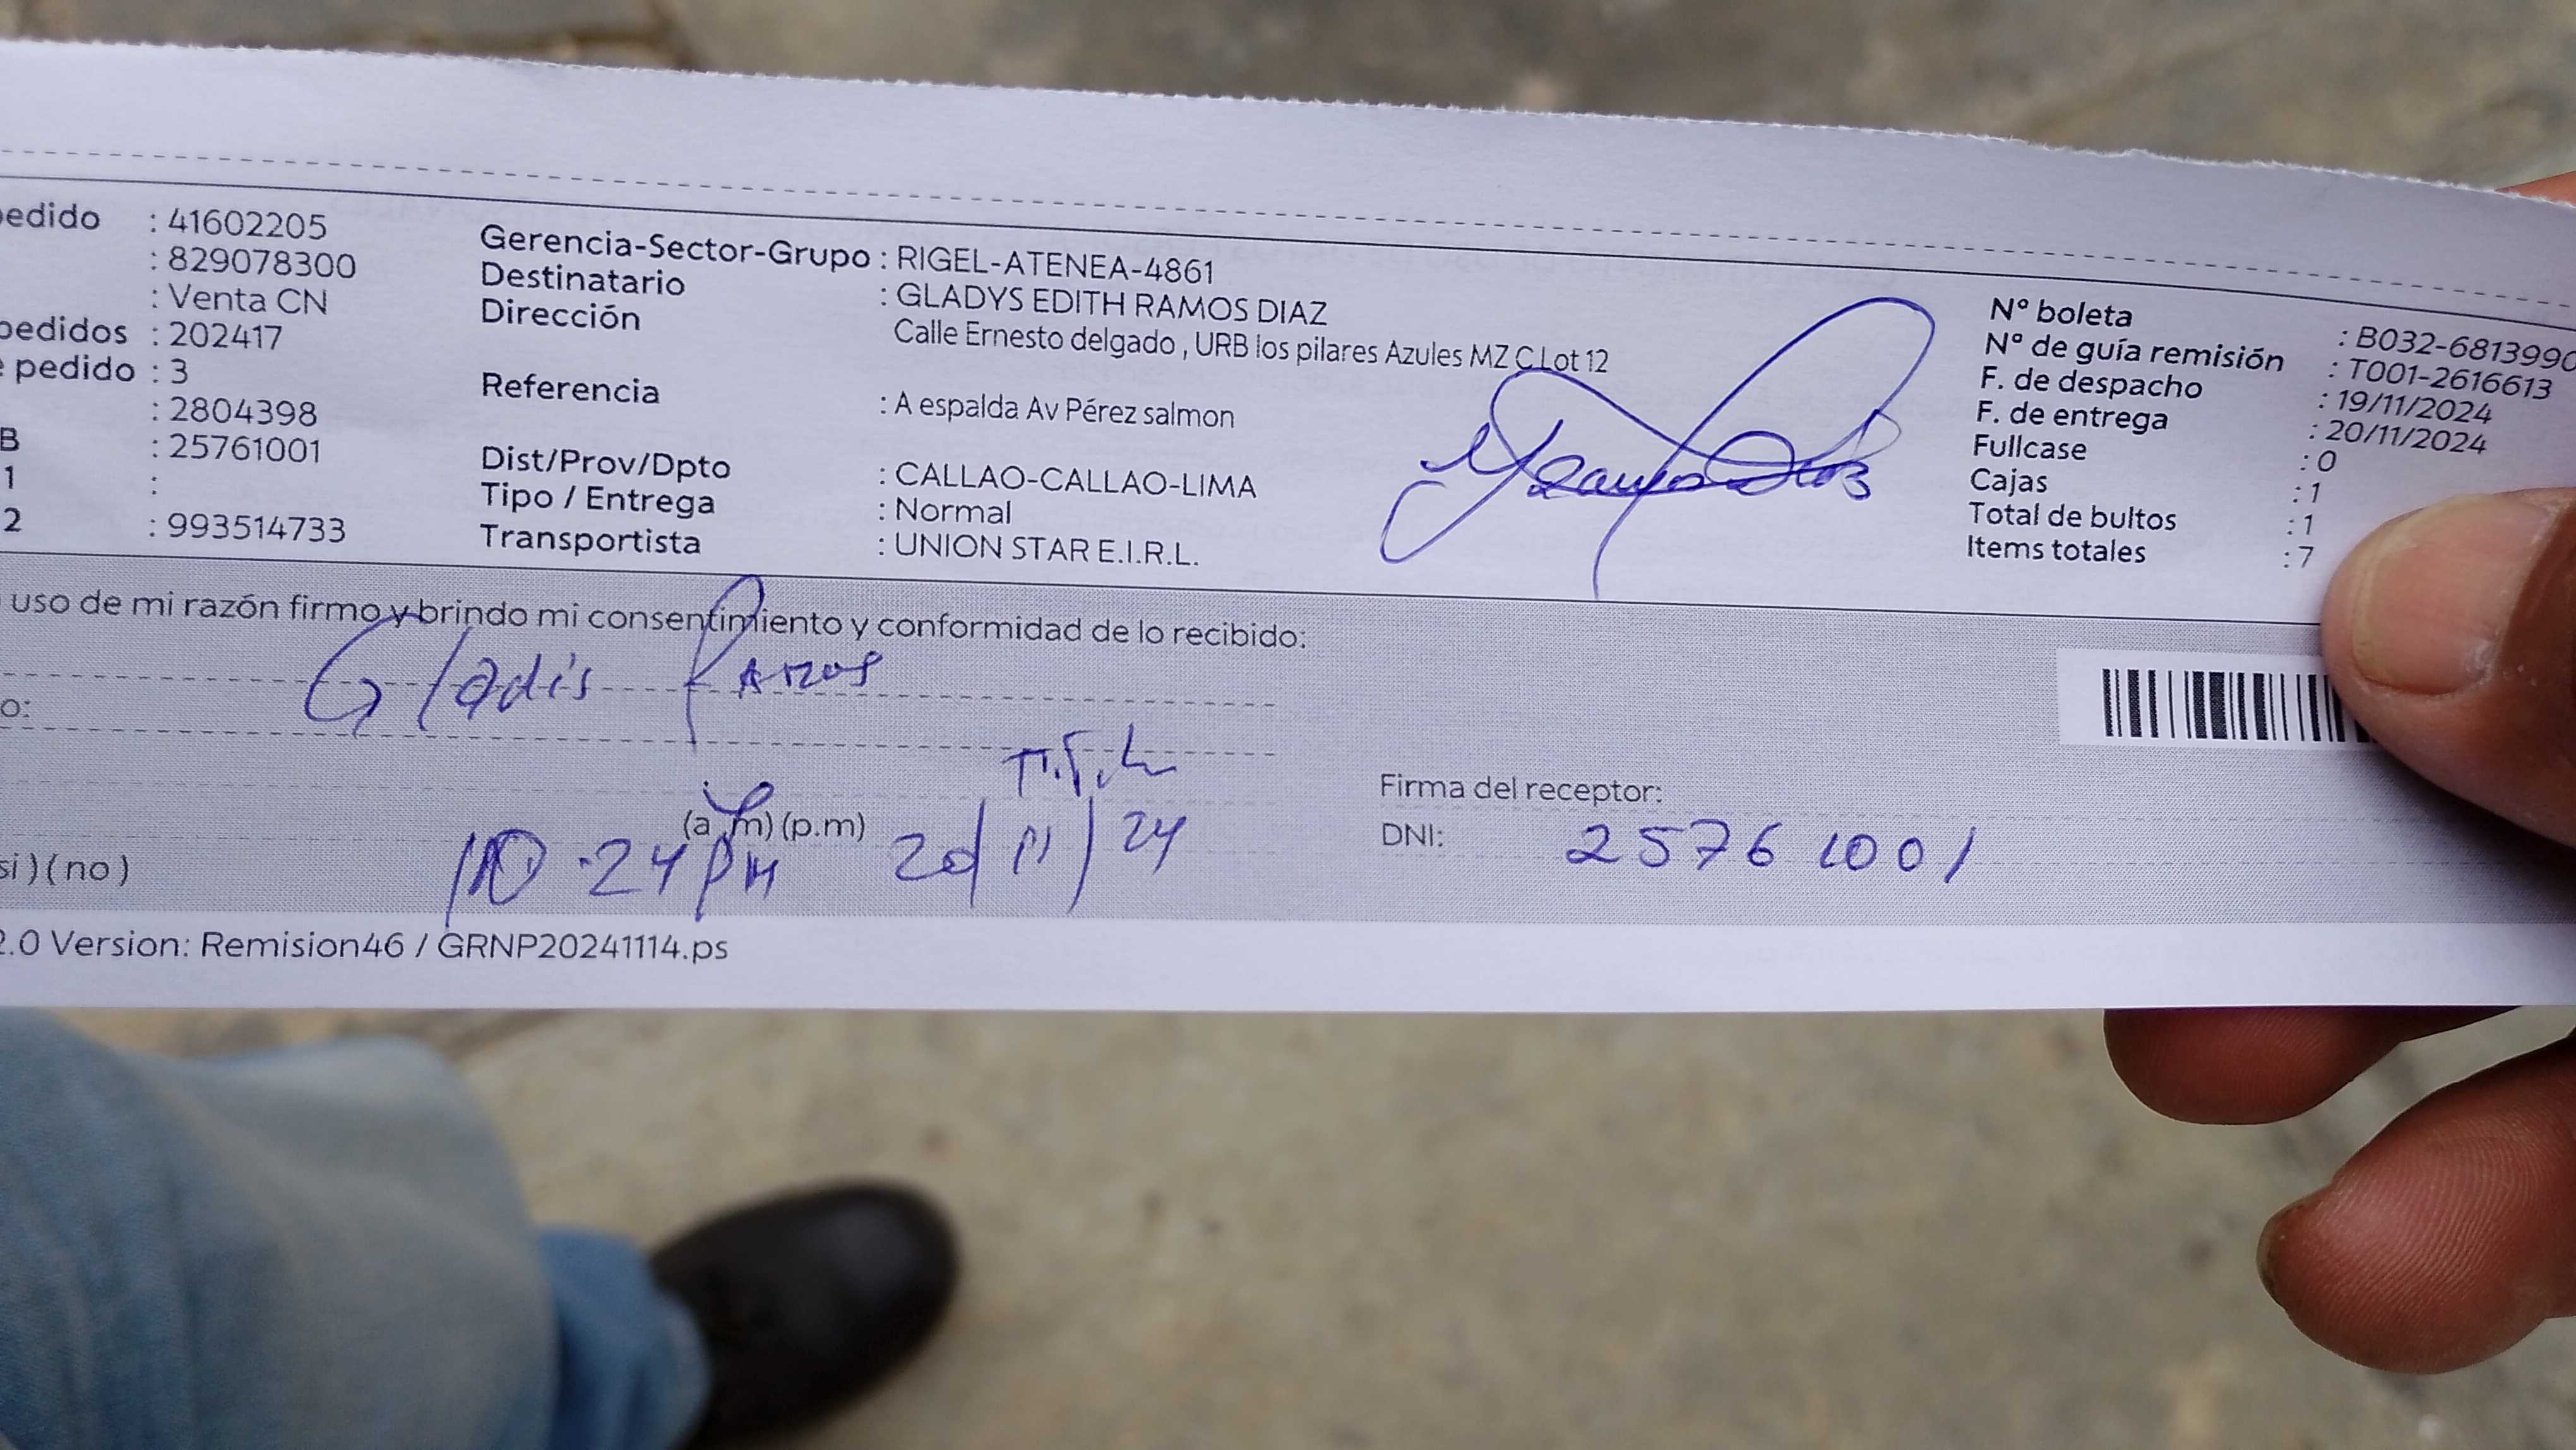 pedido : 41602205
: 829078300
: Venta CN
pedidos : 202417
pedido : 3
: 2804398
B : 25761001
1 :
2 : 993514733
Gerencia-Sector-Grupo : RIGEL-ATENEA-4861
Destinatario : GLADYS EDITH RAMOS DIAZ
Dirección Calle Ernesto delgado , URB los pilares Azules MZ C Lot 12
Referencia : A espalda Av Pérez salmon
Dist/Prov/Dpto : CALLAO-CALLAO-LIMA
Tipo / Entrega : Normal
Transportista : UNION STAR E.I.R.L.
N° boleta : B032-6813990
N° de guía remisión : T001-2616613
F. de despacho : 19/11/2024
F. de entrega : 20/11/2024
Fullcase : 0
Cajas : 1
Total de bultos : 1
Items totales : 7
uso de mi razón firmo y brindo mi consentimiento y conformidad de lo recibido:
Gladis Ramos
o:
(a.m) (p.m)
10.24 PM 20/11/24
si ) ( no )
Firma del receptor:
DNI: 25761001
2.0 Version: Remision46 / GRNP20241114.ps